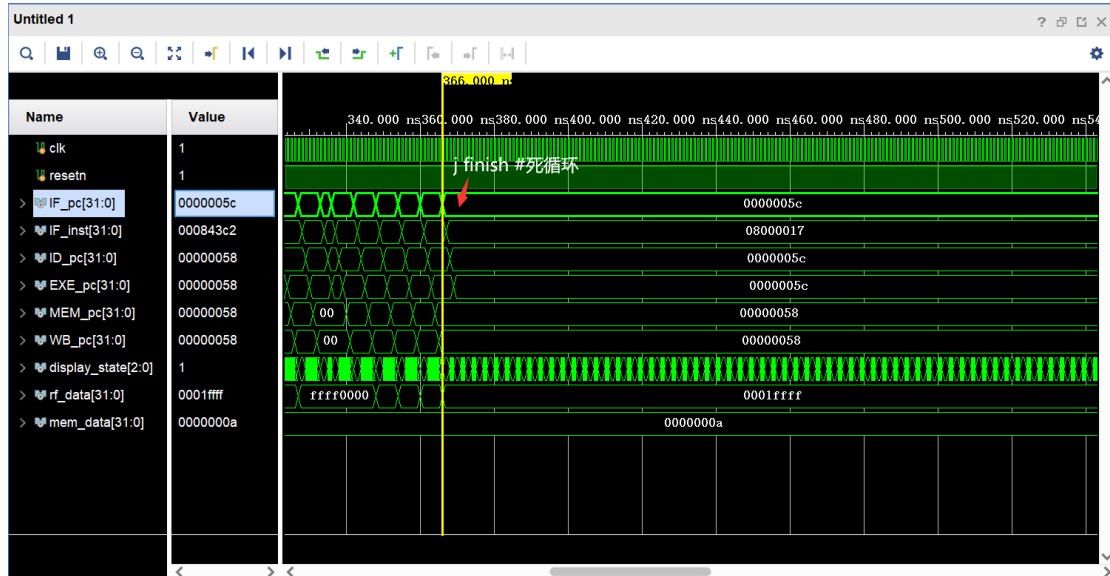 Untitled 1
? 
366.000 ns
Name Value
340.000 ns 360.000 ns 380.000 ns 400.000 ns 420.000 ns 440.000 ns 460.000 ns 480.000 ns 500.000 ns 520.000 ns 54
clk 1
j finish #死循环
resetn 1
IF_pc[31:0] 0000005c 0000005c
IF_inst[31:0] 000843c2 08000017
ID_pc[31:0] 00000058 0000005c
EXE_pc[31:0] 00000058 0000005c
MEM_pc[31:0] 00000058 00 00000058
WB_pc[31:0] 00000058 00 00000058
display_state[2:0] 1
rf_data[31:0] 0001ffff ffff0000 0001ffff
mem_data[31:0] 0000000a 0000000a